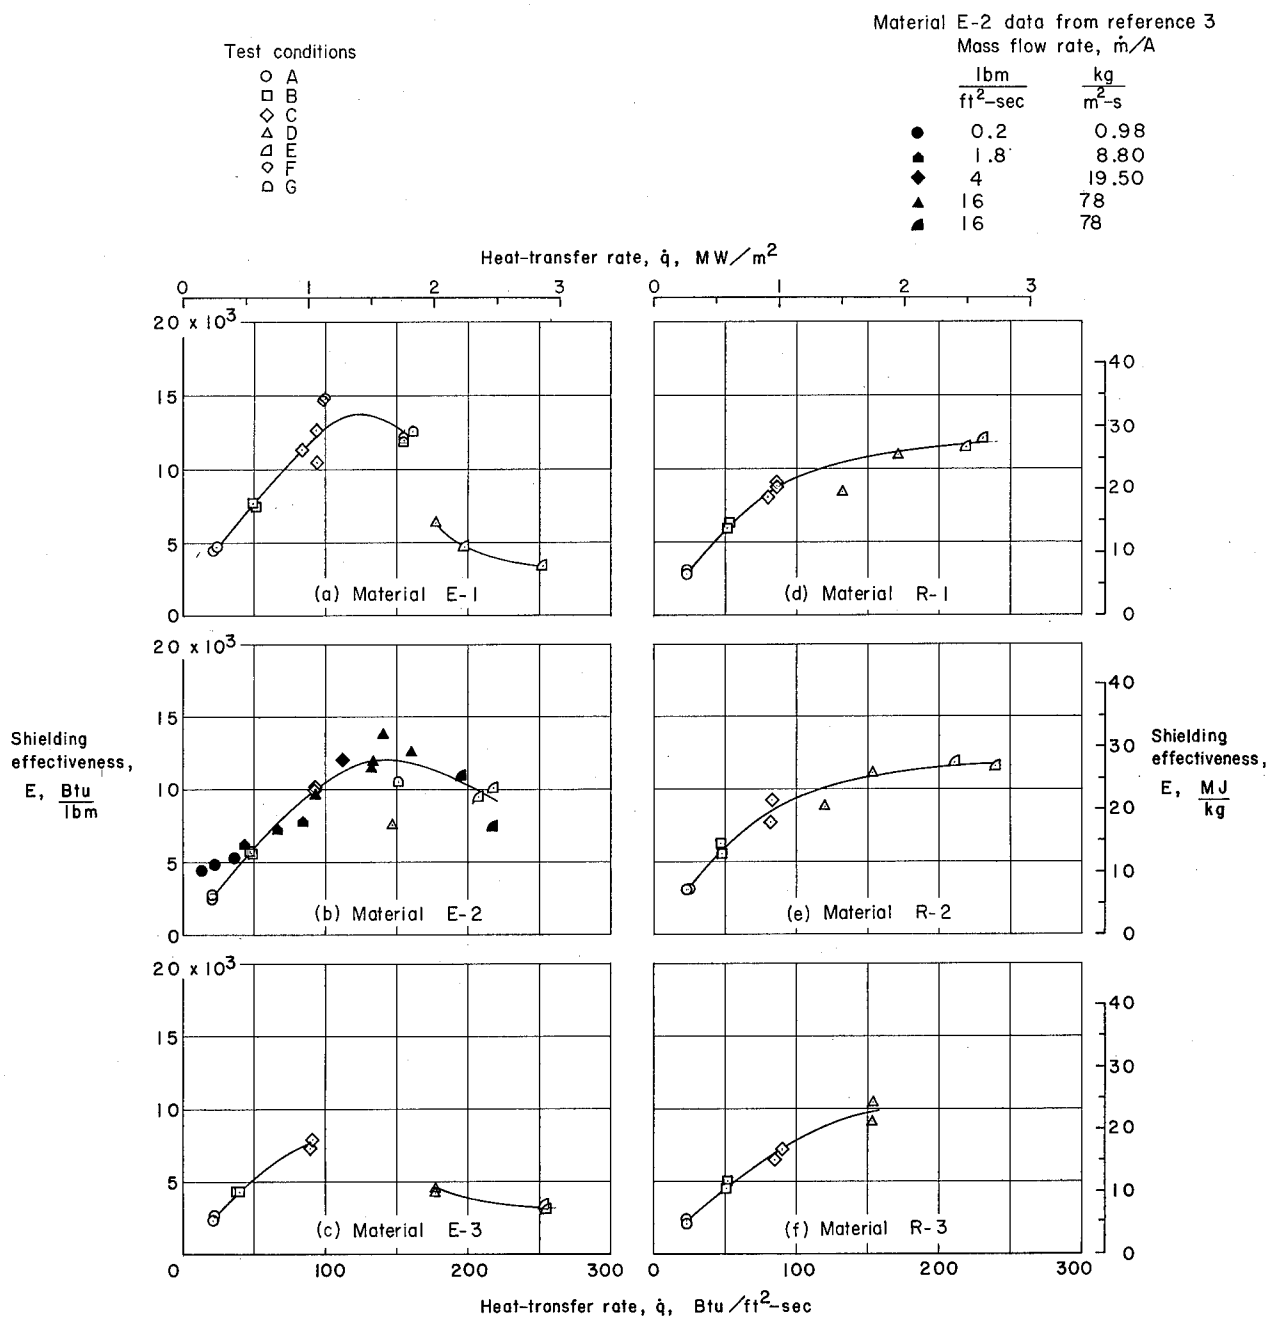 Test conditions
A
B
C
D
E
F
G
Material E-2 data from reference 3
Mass flow rate, ṁ/A
lbm kg
ft²-sec m²-s
0.2 0.98
1.8 8.80
4 19.50
16 78
16 78
Heat-transfer rate, q̇, MW/m²
0 1 2 3 0 1 2 3
20 x 10³
15
10
5
0
(a) Material E-1
(d) Material R-1
40
30
20
10
0
20 x 10³
15
10
5
0
Shielding
effectiveness,
E, Btu
lbm
(b) Material E-2
(e) Material R-2
40
30
20
10
0
Shielding
effectiveness,
E, MJ
kg
20 x 10³
15
10
5
0
(c) Material E-3
(f) Material R-3
40
30
20
10
0
0 100 200 300 0 100 200 300
Heat-transfer rate, q̇, Btu/ft²-sec